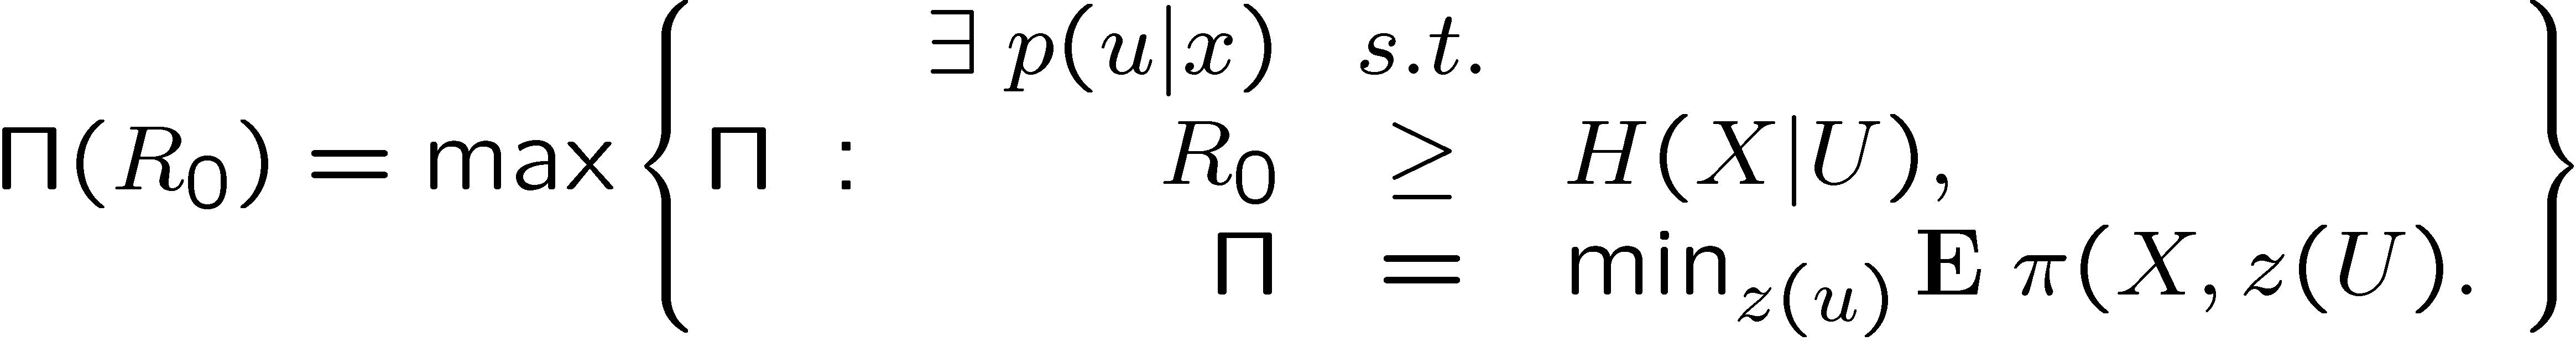 ∃ p(u|x) s.t.
Π(R₀) = max { Π : R₀ ≥ H(X|U),
Π = min_{z(u)} E π(X, z(U). }